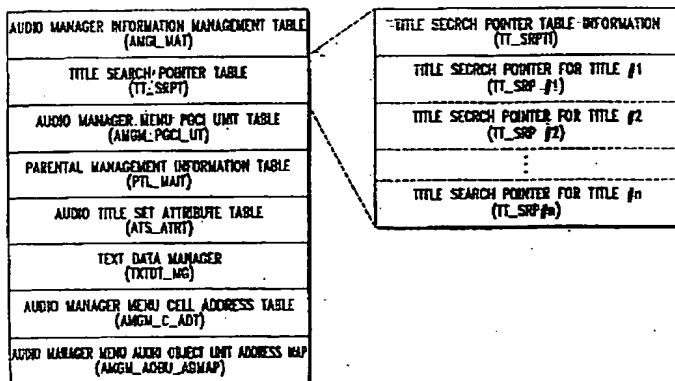 AUDIO MANAGER INFORMATION MANAGEMENT TABLE
(AMGI_MAT)
TITLE SEARCH POINTER TABLE
(TT_SRPT)
AUDIO MANAGER MENU PGCI UNIT TABLE
(AMGM_PGCI_UT)
PARENTAL MANAGEMENT INFORMATION TABLE
(PTL_MAIT)
AUDIO TITLE SET ATTRIBUTE TABLE
(ATS_ATRT)
TEXT DATA MANAGER
(TXTDT_MG)
AUDIO MANAGER MENU CELL ADDRESS TABLE
(AMGM_C_ADT)
AUDIO MANAGER MENU AUDIO OBJECT UNIT ADDRESS MAP
(AMGM_AOBU_ADMAP)
TITLE SECRCH POINTER TABLE INFORMATION
(TT_SRPTI)
TITLE SECRCH POINTER FOR TITLE #1
(TT_SRP #1)
TITLE SECRCH POINTER FOR TITLE #2
(TT_SRP #2)
TITLE SEARCH POINTER FOR TITLE #n
(TT_SRP#n)